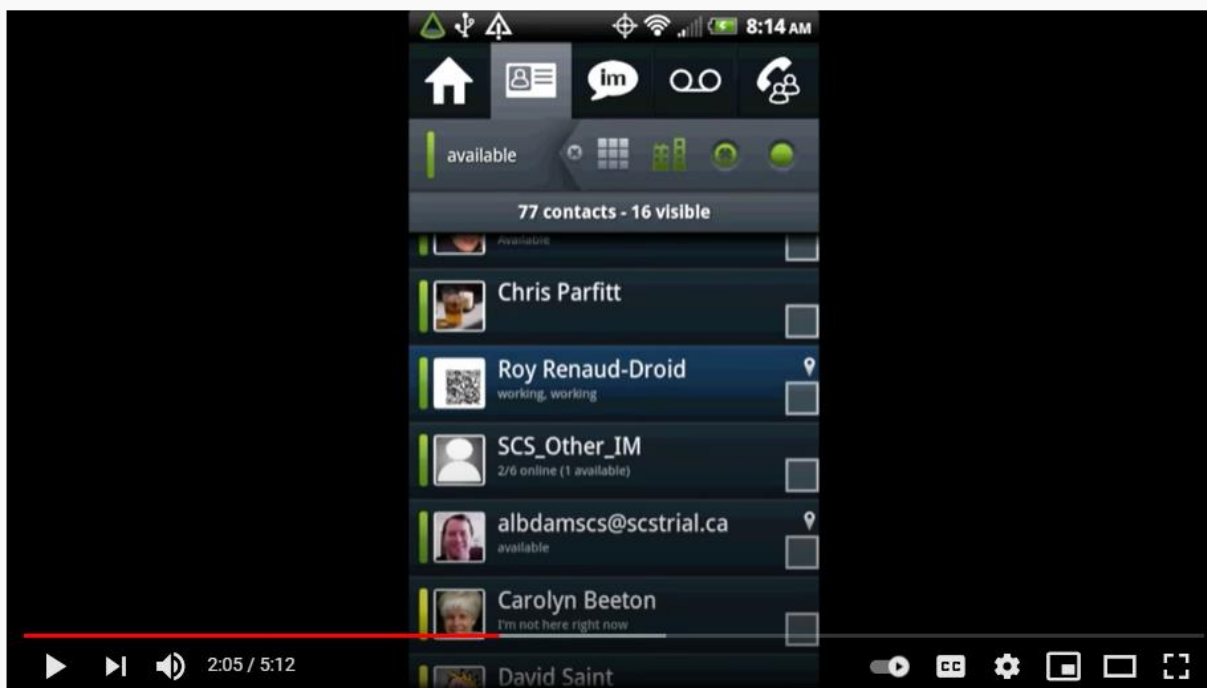 8:14 AM
im
available
77 contacts - 16 visible
Available
Chris Parfitt
Roy Renaud-Droid
working, working
SCS_Other_IM
2/6 online (1 available)
albdamscs@scstrial.ca
available
Carolyn Beeton
I'm not here right now
David Saint
2:05 / 5:12
CC